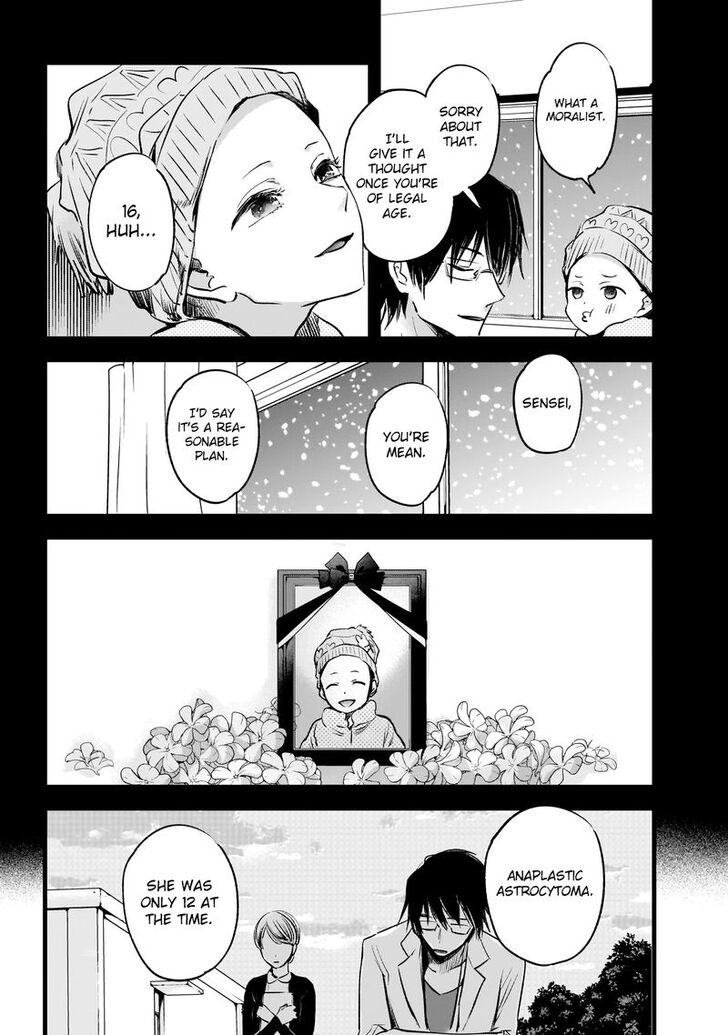 WHAT A
MORALIST.
SORRY
ABOUT
THAT.
I'LL
GIVE IT A
THOUGHT
ONCE YOU'RE
OF LEGAL
AGE.
16,
HUH...
SENSEI,
YOU'RE
MEAN.
I'D SAY
IT'S A REA-
SONABLE
PLAN.
ANAPLASTIC
ASTROCYTOMA.
SHE WAS
ONLY 12 AT
THE TIME.